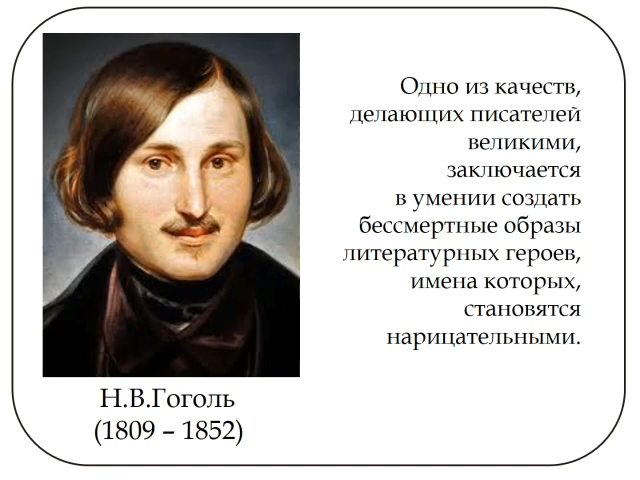 Одно из качеств,
делающих писателей
великими,
заключается
в умении создать
бессмертные образы
литературных героев,
имена которых,
становятся
нарицательными.
Н.В.Гоголь
(1809 – 1852)